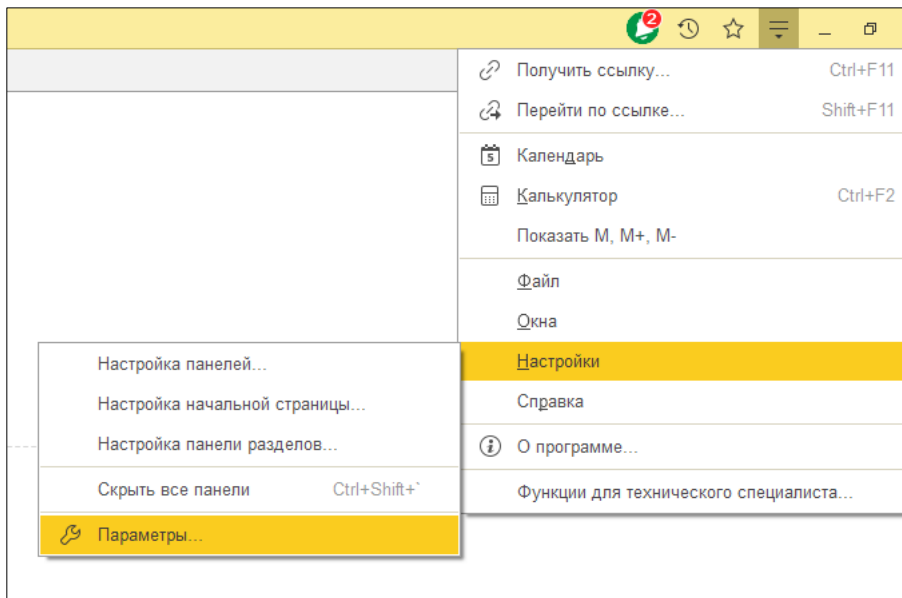 2
Получить ссылку... Ctrl+F11
Перейти по ссылке... Shift+F11
5
Календарь
Калькулятор Ctrl+F2
Показать М, М+, М-
Файл
Окна
Настройки
Справка
О программе...
Функции для технического специалиста...
Настройка панелей...
Настройка начальной страницы...
Настройка панели разделов...
Скрыть все панели Ctrl+Shift+`
Параметры...